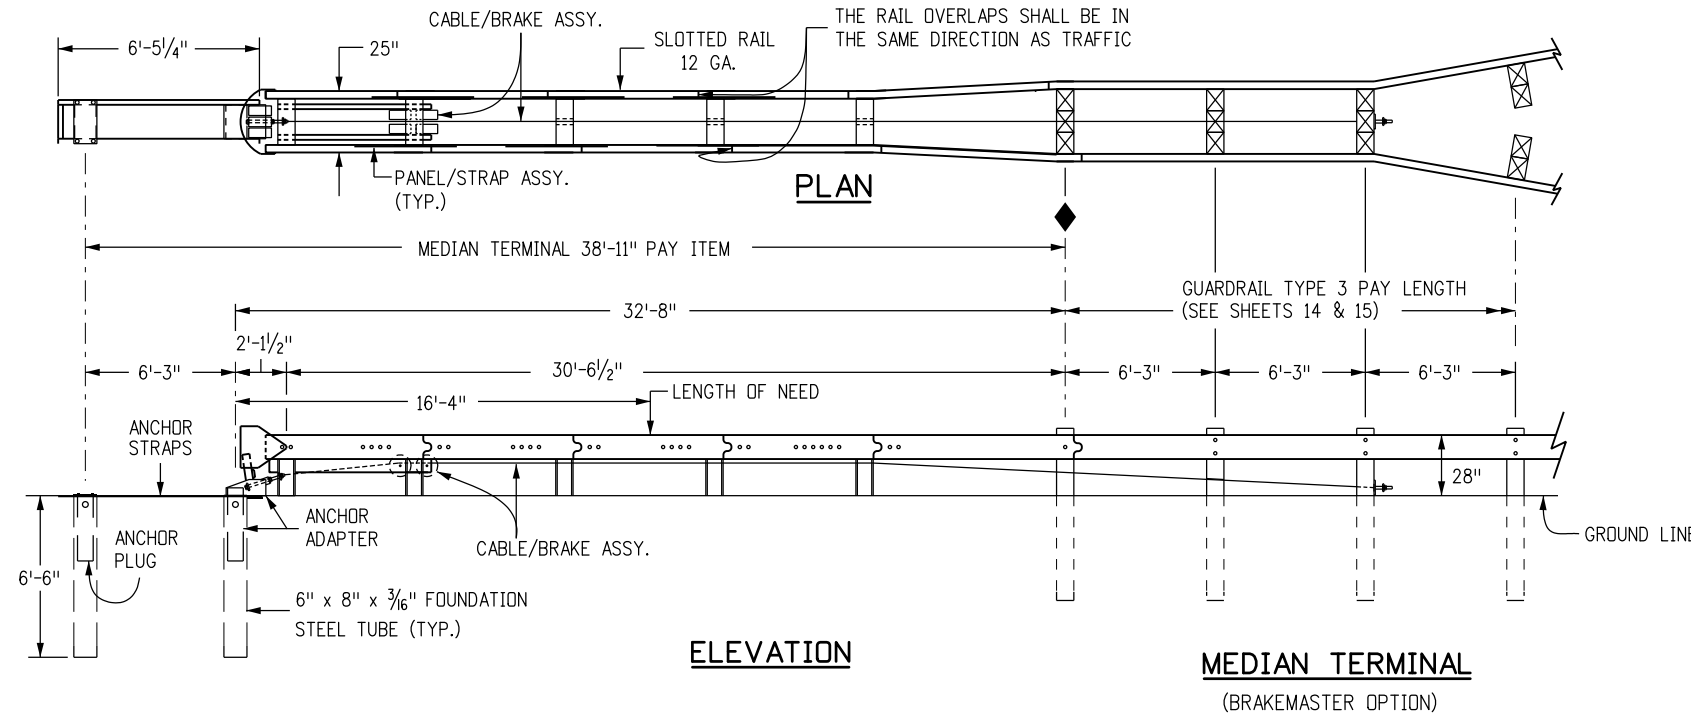 CABLE/BRAKE ASSY.
THE RAIL OVERLAPS SHALL BE IN
THE SAME DIRECTION AS TRAFFIC
6'-5 1/4"
25"
SLOTTED RAIL
12 GA.
PANEL/STRAP ASSY.
(TYP.)
PLAN
MEDIAN TERMINAL 38'-11" PAY ITEM
GUARDRAIL TYPE 3 PAY LENGTH
(SEE SHEETS 14 & 15)
32'-8"
2'-1 1/2"
6'-3"
30'-6 1/2"
6'-3"
6'-3"
6'-3"
16'-4"
LENGTH OF NEED
ANCHOR
STRAPS
28"
ANCHOR
ADAPTER
ANCHOR
PLUG
CABLE/BRAKE ASSY.
GROUND LINE
6'-6"
6" x 8" x 3/16" FOUNDATION
STEEL TUBE (TYP.)
ELEVATION
MEDIAN TERMINAL
(BRAKEMASTER OPTION)